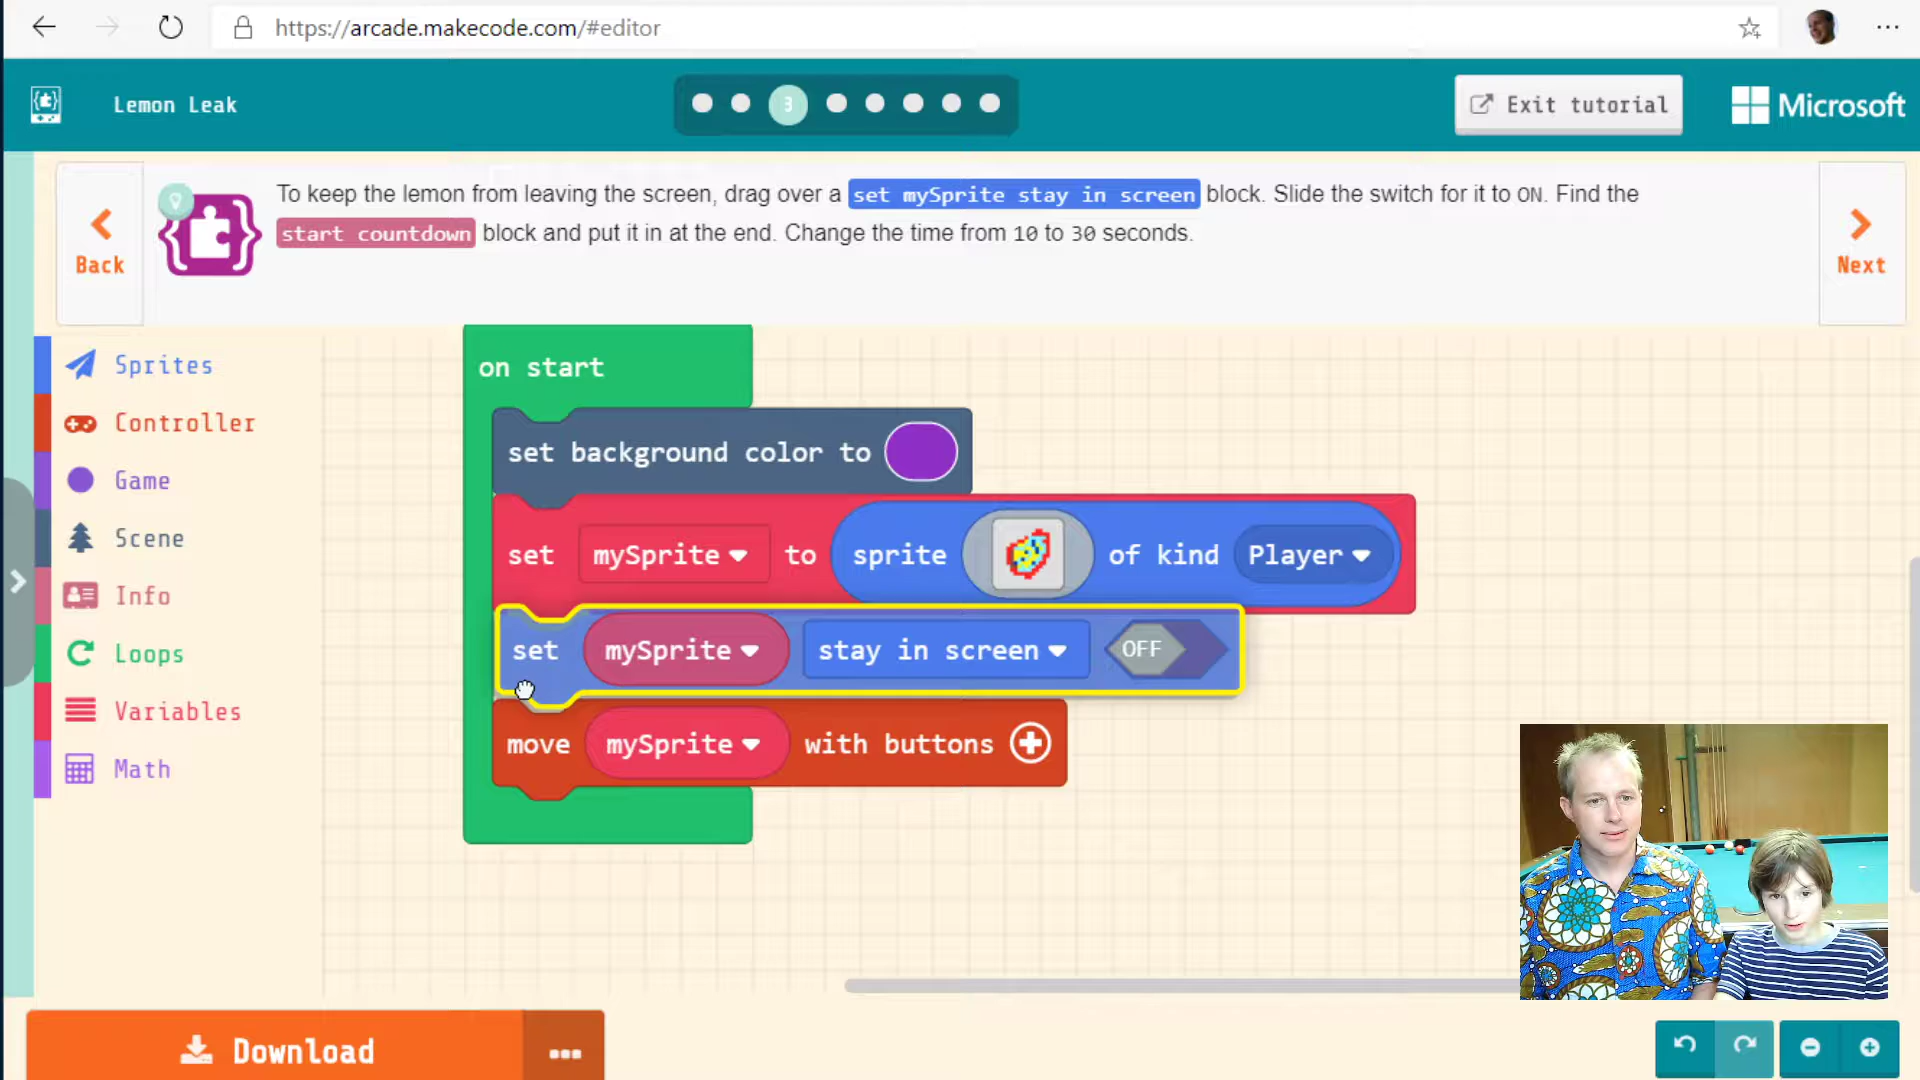 https://arcade.makecode.com/#editor
Lemon Leak
3
Exit tutorial
Microsoft
Back
To keep the lemon from leaving the screen, drag over a set mySprite stay in screen block. Slide the switch for it to ON. Find the
start countdown block and put it in at the end. Change the time from 10 to 30 seconds.
Next
Sprites
Controller
Game
Scene
Info
Loops
Variables
Math
on start
set background color to
set mySprite to sprite of kind Player
set mySprite stay in screen OFF
move mySprite with buttons
Download